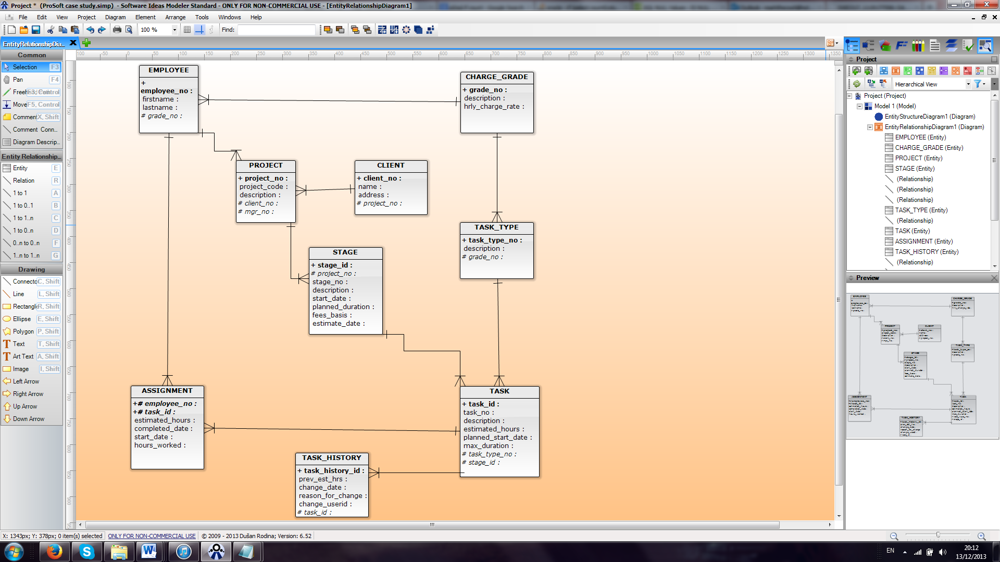 Project * (ProSoft case study.simp) - Software Ideas Modeler Standard - ONLY FOR NON-COMMERCIAL USE - [EntityRelationshipDiagram1]
File Edit View Project Diagram Element Arrange Tools Windows Help
100 % Find:
EntityRelationshipDia...
Common
Selection F3
Pan F4
Move F5, Control
Comment X, Shift
Comment Conn...
Diagram Descrip...
Entity Relationship...
Entity E
Relation R
1 to 1 A
1 to 0..1 B
1 to 1..n C
1 to 0..n D
0..n to 0..n F
1..n to 1..n G
Drawing
Connector C, Shift
Line L, Shift
Rectangle R, Shift
Ellipse E, Shift
Polygon P, Shift
Text T, Shift
Art Text A, Shift
Image I, Shift
Left Arrow
Right Arrow
Up Arrow
Down Arrow
EMPLOYEE
+
employee_no :
firstname :
lastname :
# grade_no :
CHARGE_GRADE
+ grade_no :
description :
hrly_charge_rate :
PROJECT
+ project_no :
project_code :
description :
# client_no :
# mgr_no :
CLIENT
+ client_no :
name :
address :
# project_no :
TASK_TYPE
+ task_type_no :
description :
# grade_no :
STAGE
+ stage_id :
# project_no :
stage_no :
description :
start_date :
planned_duration :
fees_basis :
estimate_date :
ASSIGNMENT
+# employee_no :
+# task_id :
estimated_hours :
completed_date :
start_date :
hours_worked :
TASK
+ task_id :
task_no :
description :
estimated_hours :
planned_start_date :
max_duration :
# task_type_no :
# stage_id :
TASK_HISTORY
+ task_history_id :
prev_est_hrs :
change_date :
reason_for_change :
change_userid :
# task_id :
Project
Hierarchical View
Project (Project)
Model 1 (Model)
EntityStructureDiagram1 (Diagram)
EntityRelationshipDiagram1 (Diagram)
EMPLOYEE (Entity)
CHARGE_GRADE (Entity)
PROJECT (Entity)
STAGE (Entity)
(Relationship)
(Relationship)
(Relationship)
TASK_TYPE (Entity)
(Relationship)
TASK (Entity)
ASSIGNMENT (Entity)
TASK_HISTORY (Entity)
(Relationship)
Preview
X: 1343px; Y: 378px; 0 item(s) selected ONLY FOR NON-COMMERCIAL USE © 2009 - 2013 Dušan Rodina; Version: 6.52
EN 20:12
13/12/2013